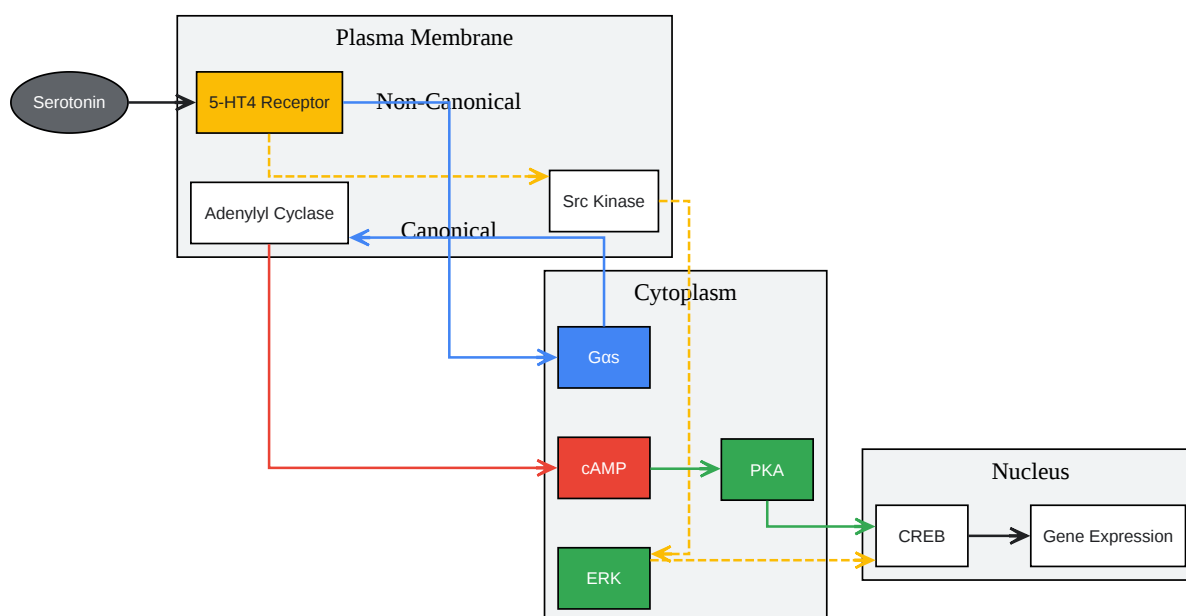 Plasma Membrane
Serotonin
5-HT4 Receptor
Non-Canonical
Adenylyl Cyclase
Src Kinase
Canonical
Cytoplasm
Gαs
cAMP
PKA
Nucleus
CREB
Gene Expression
ERK